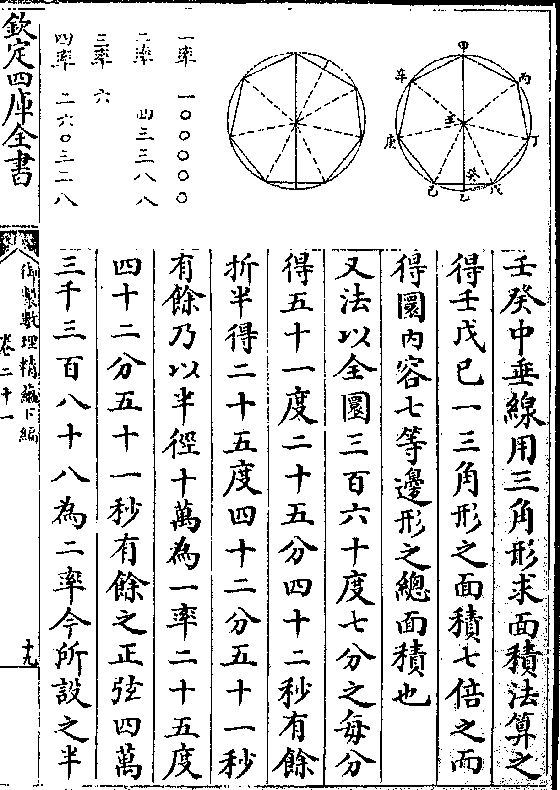 壬癸中垂線用三角形求面積法算之
得壬戊己一三角形之面積七倍之而
得圜内容七等邊形之總面積也
又法以全圜三百六十度七分之每分
得五十一度二十五分四十二秒有餘
折半得二十五度四十二分五十一秒
有餘乃以半徑十萬為一率二十五度
四十二分五十一秒有餘之正弦四萬
三千三百八十八為二率今所設之半
甲
丙
丁
戊
乙
己
庚
辛
壬
癸
一率 一〇〇〇〇〇
二率 四三三八八
三率 六
四率 二六〇三二八
欽定四庫全書
御製數理精蘊下編
卷二十一
十九